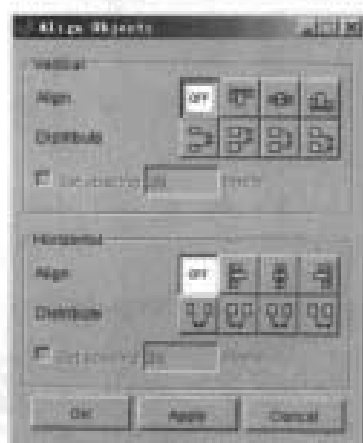 Align Objects
Vertical
Align OFF
Distribute
Horizontal
Align OFF
Distribute
OK Apply Cancel